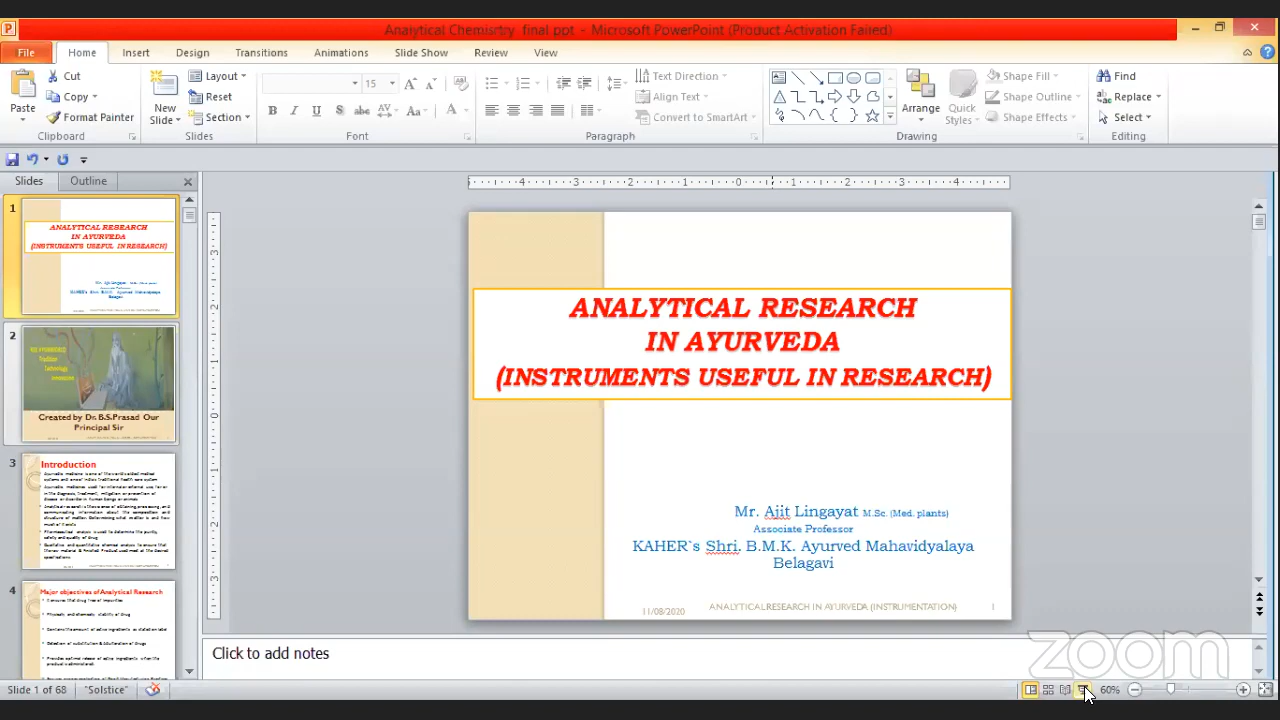 Analytical Chemisrtry final.ppt - Microsoft PowerPoint (Product Activation Failed)
File Home Insert Design Transitions Animations Slide Show Review View
Cut
Copy
Format Painter
Paste
Clipboard
New Slide
Layout
Reset
Section
Slides
15
Font
Text Direction
Align Text
Convert to SmartArt
Paragraph
Arrange
Quick Styles
Shape Fill
Shape Outline
Shape Effects
Drawing
Find
Replace
Select
Editing
Slides Outline
1
ANALYTICAL RESEARCH
IN AYURVEDA
(INSTRUMENTS USEFUL IN RESEARCH)
2
Created by Dr. B.S.Prasad Our
Principal Sir
3
Introduction
4
Major objectives of Analytical Research
ANALYTICAL RESEARCH
IN AYURVEDA
(INSTRUMENTS USEFUL IN RESEARCH)
Mr. Ajit Lingayat M.Sc. (Med. plants)
Associate Professor
KAHER`s Shri. B.M.K. Ayurved Mahavidyalaya
Belagavi
11/08/2020 ANALYTICAL RESEARCH IN AYURVEDA (INSTRUMENTATION) 1
Click to add notes
zoom
Slide 1 of 68 "Solstice" 60%